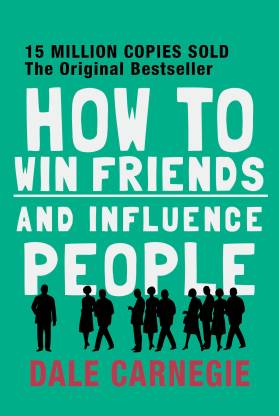 15 MILLION COPIES SOLD
The Original Bestseller
HOW TO
WIN FRIENDS
AND INFLUENCE
PEOPLE
DALE CARNEGIE